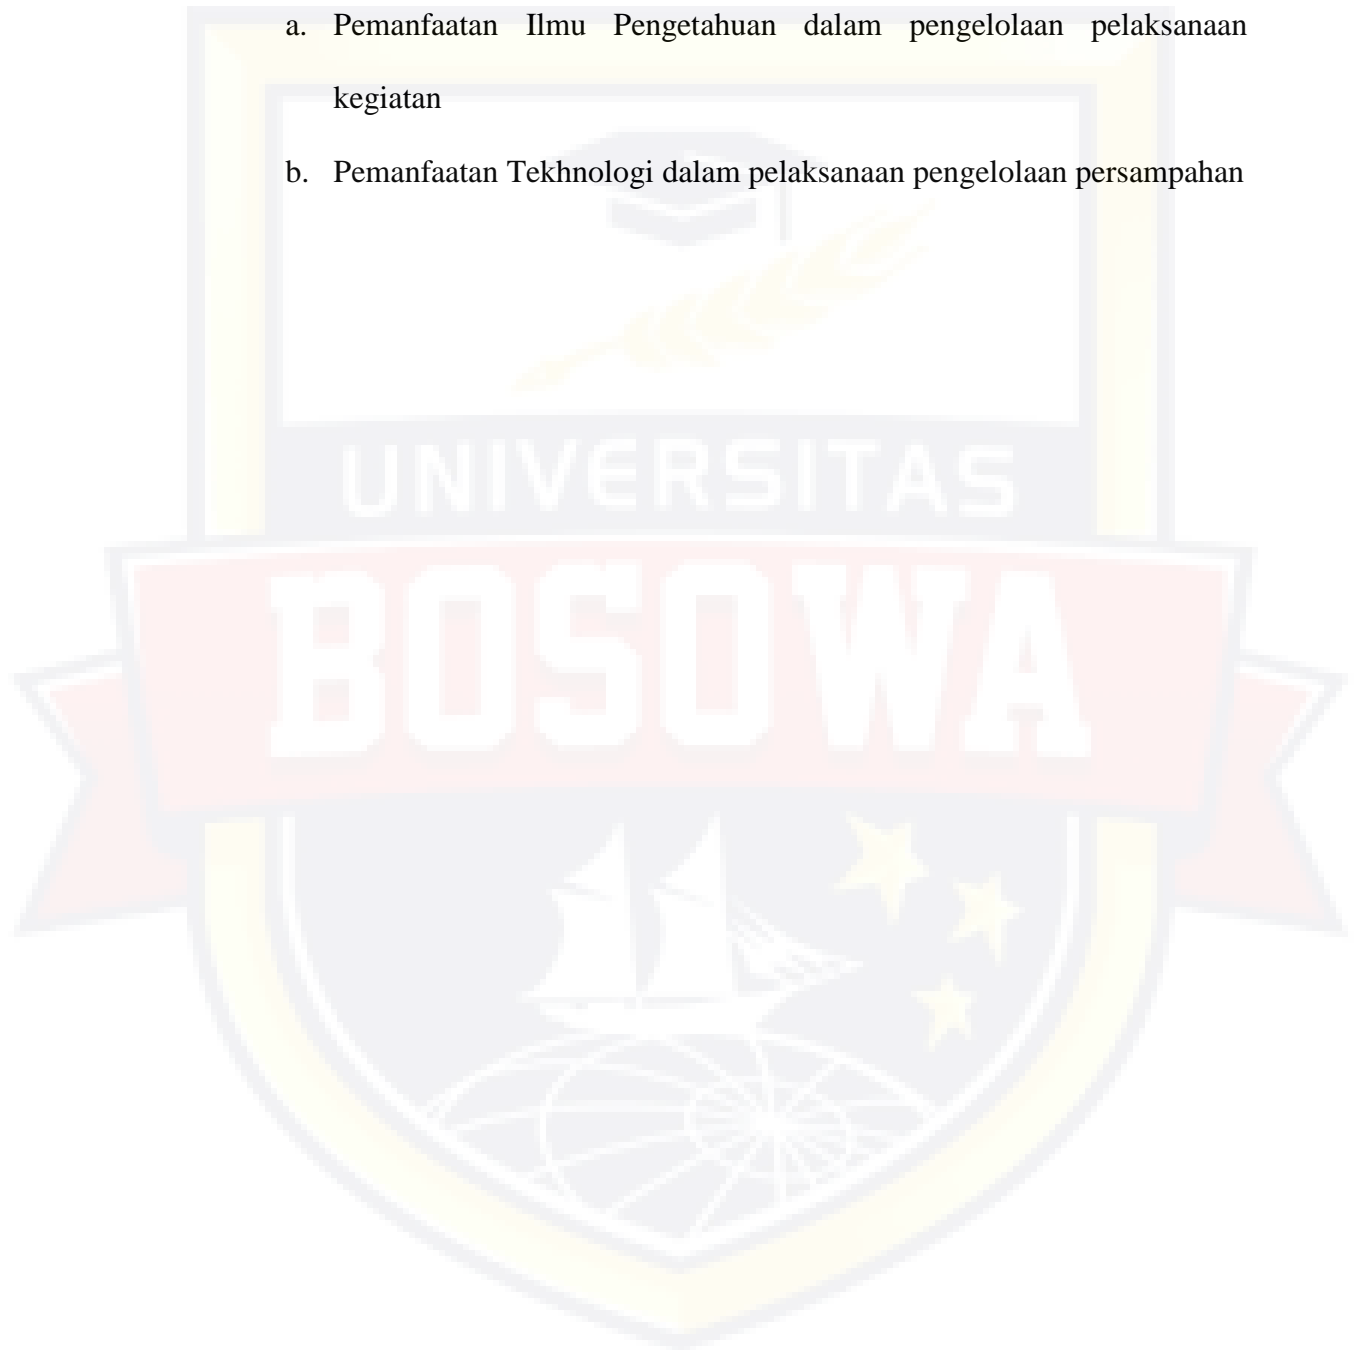 a. Pemanfaatan Ilmu Pengetahuan dalam pengelolaan pelaksanaan
kegiatan
b. Pemanfaatan Tekhnologi dalam pelaksanaan pengelolaan persampahan
UNIVERSITAS
BOSOWA